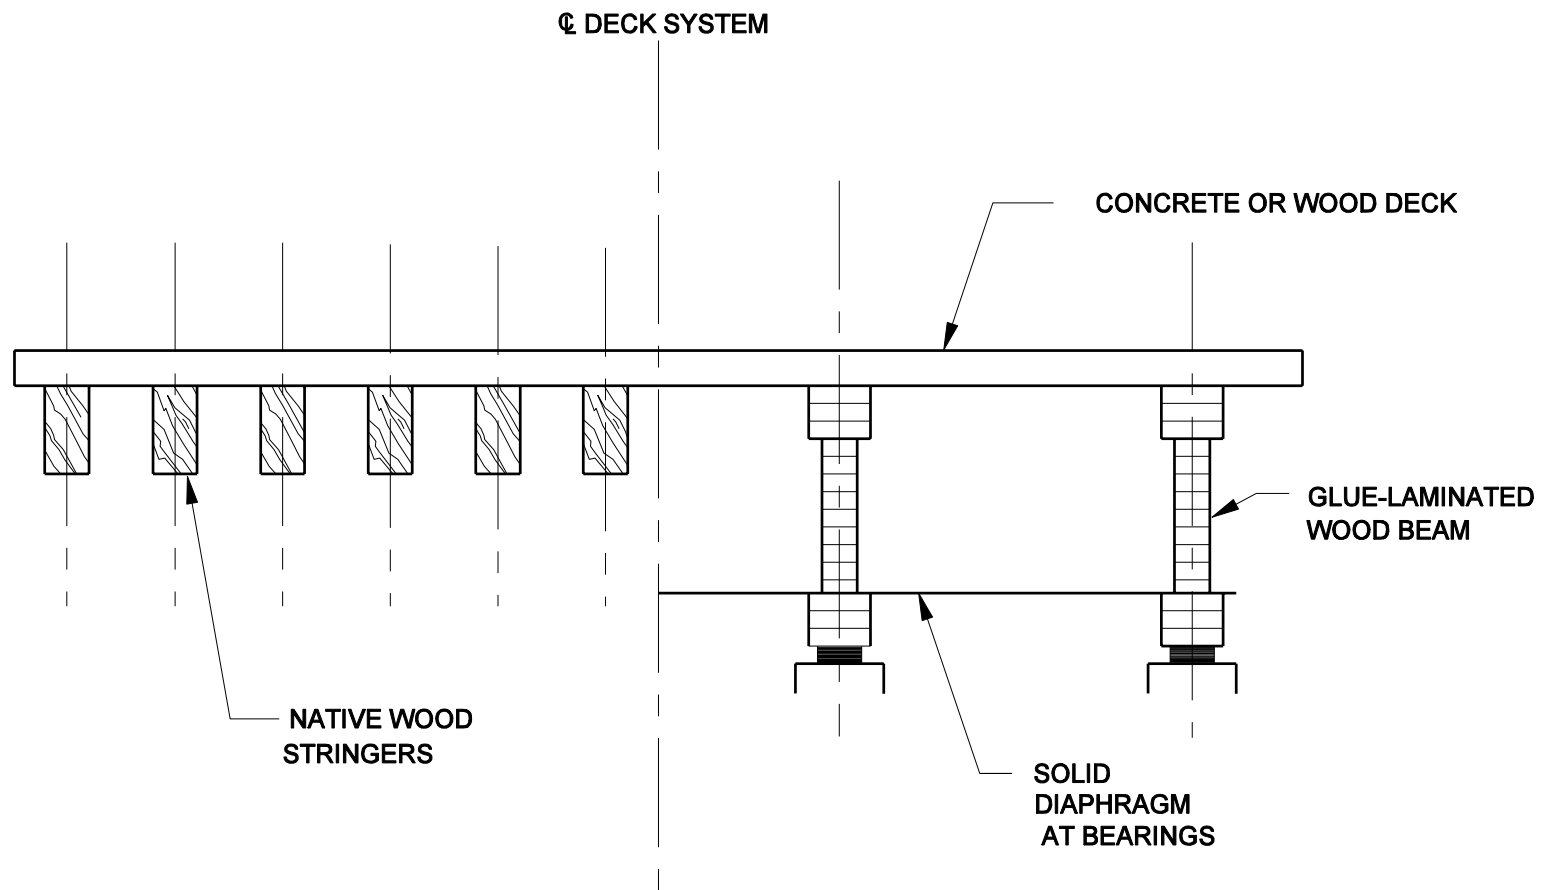 ℄ DECK SYSTEM
CONCRETE OR WOOD DECK
GLUE-LAMINATED
WOOD BEAM
NATIVE WOOD
STRINGERS
SOLID
DIAPHRAGM
AT BEARINGS